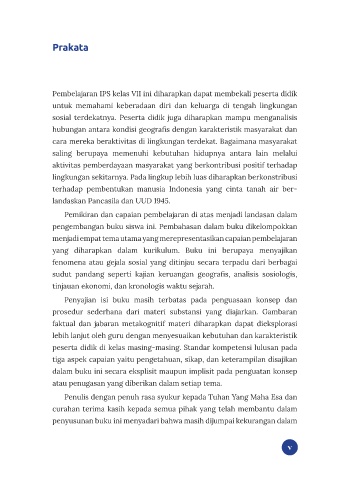 Prakata
Pembelajaran IPS kelas VII ini diharapkan dapat membekali peserta didik
untuk memahami keberadaan diri dan keluarga di tengah lingkungan
sosial terdekatnya. Peserta didik juga diharapkan mampu menganalisis
hubungan antara kondisi geografis dengan karakteristik masyarakat dan
cara mereka beraktivitas di lingkungan terdekat. Bagaimana masyarakat
saling berupaya memenuhi kebutuhan hidupnya antara lain melalui
aktivitas pemberdayaan masyarakat yang berkontribusi positif terhadap
lingkungan sekitarnya. Pada lingkup lebih luas diharapkan berkonstribusi
terhadap pembentukan manusia Indonesia yang cinta tanah air ber-
landaskan Pancasila dan UUD 1945.
Pemikiran dan capaian pembelajaran di atas menjadi landasan dalam
pengembangan buku siswa ini. Pembahasan dalam buku dikelompokkan
menjadi empat tema utama yang merepresentasikan capaian pembelajaran
yang diharapkan dalam kurikulum. Buku ini berupaya menyajikan
fenomena atau gejala sosial yang ditinjau secara terpadu dari berbagai
sudut pandang seperti kajian keruangan geografis, analisis sosiologis,
tinjauan ekonomi, dan kronologis waktu sejarah.
Penyajian isi buku masih terbatas pada penguasaan konsep dan
prosedur sederhana dari materi substansi yang diajarkan. Gambaran
faktual dan jabaran metakognitif materi diharapkan dapat dieksplorasi
lebih lanjut oleh guru dengan menyesuaikan kebutuhan dan karakteristik
peserta didik di kelas masing-masing. Standar kompetensi lulusan pada
tiga aspek capaian yaitu pengetahuan, sikap, dan keterampilan disajikan
dalam buku ini secara eksplisit maupun implisit pada penguatan konsep
atau penugasan yang diberikan dalam setiap tema.
Penulis dengan penuh rasa syukur kepada Tuhan Yang Maha Esa dan
curahan terima kasih kepada semua pihak yang telah membantu dalam
penyusunan buku ini menyadari bahwa masih dijumpai kekurangan dalam
v